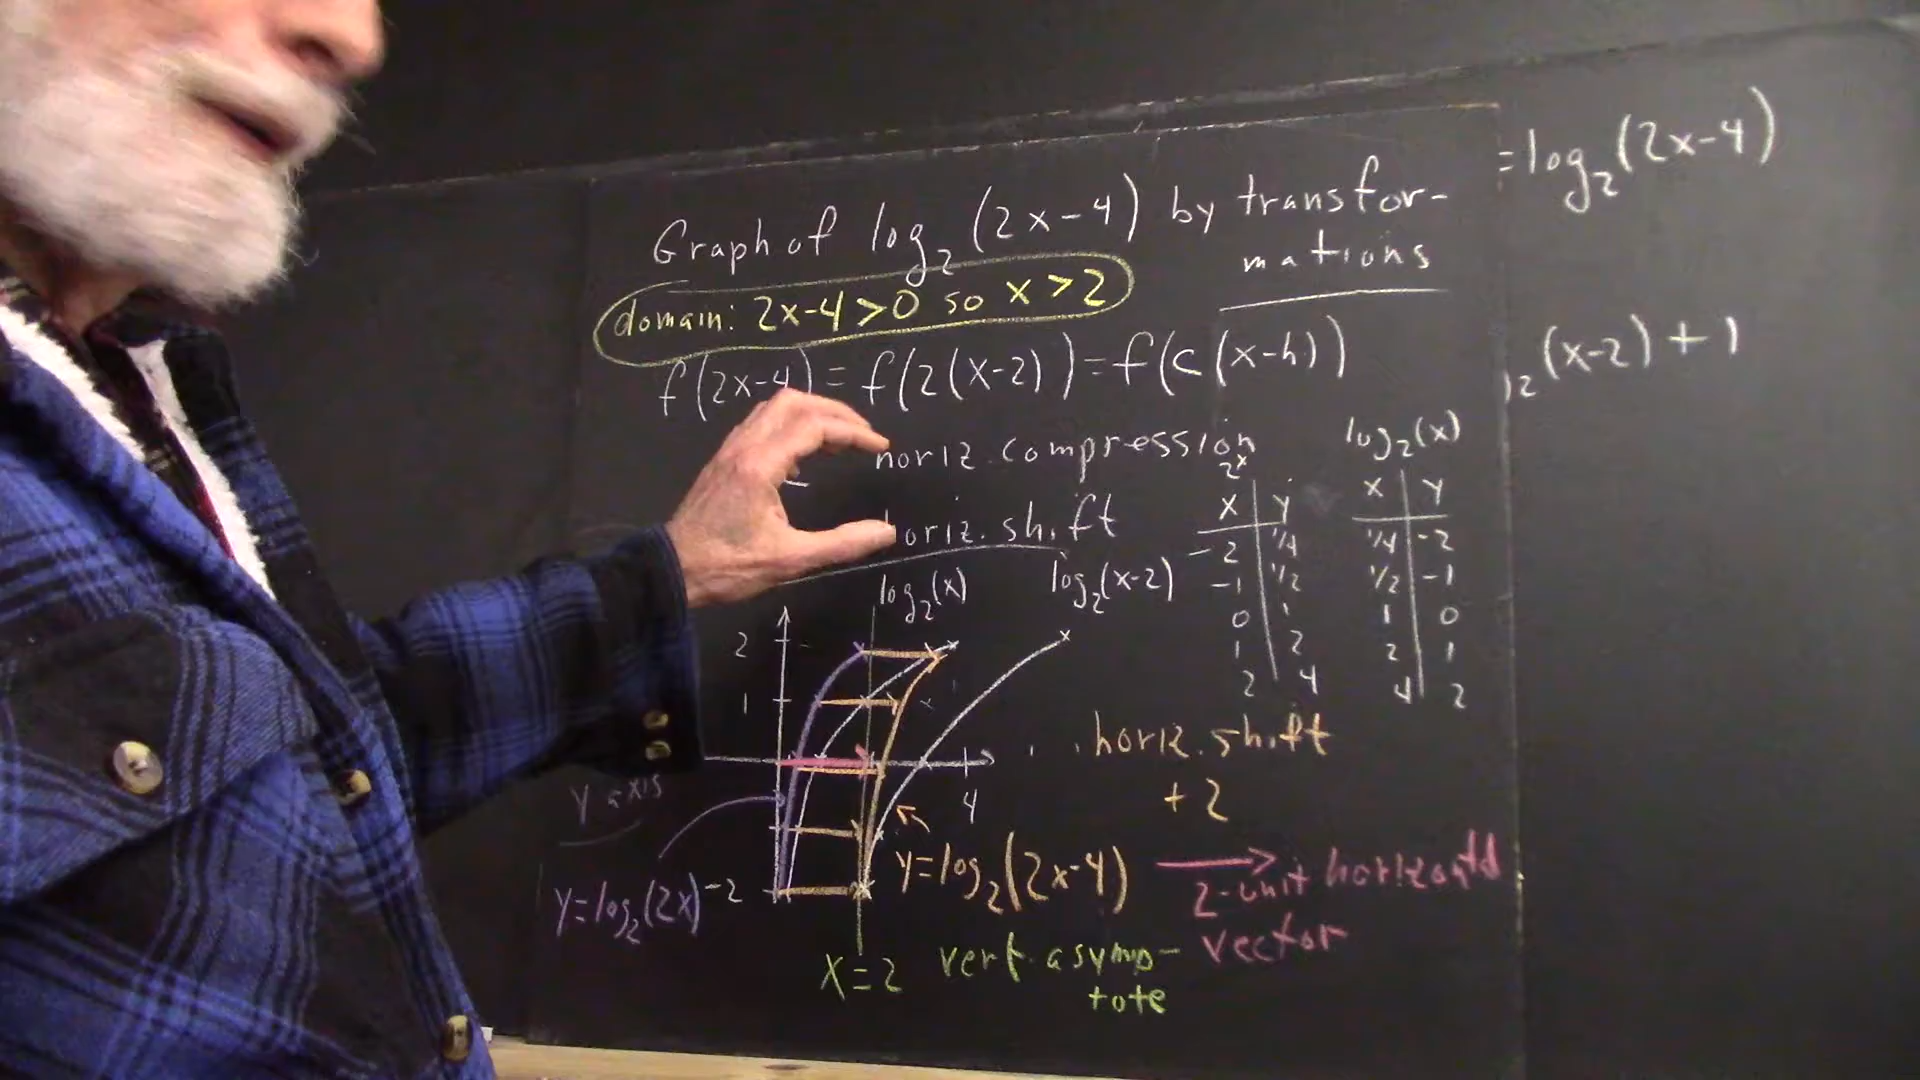 =log₂(2x-4)
Graph of log₂(2x-4) by transfor-
mations
domain: 2x-4>0 so x>2
f(2x-4)=f(2(x-2))=f(c(x-h))
₂(x-2)+1
horiz. compression
horiz. shift
2ˣ
x y
-2 1/4
-1 1/2
0 1
1 2
2 4
log₂(x)
x y
1/4 -2
1/2 -1
1 0
2 1
4 2
log₂(x)
log₂(x-2)
2
1
4
-2
y axis
horiz. shift
+2
y=log₂(2x)
y=log₂(2x-4)
2-unit horizontal
vector
x=2 vert. asymp-
tote